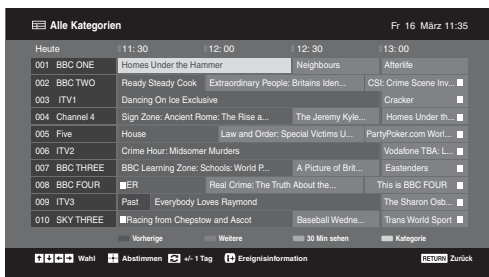 Alle Kategorien Fr 16 März 11:35
Heute 11: 30 12: 00 12: 30 13: 00
001 BBC ONE Homes Under the Hammer Neighbours Afterlife
002 BBC TWO Ready Steady Cook Extraordinary People: Britains Iden... CSI: Crime Scene Inv...
003 ITV1 Dancing On Ice Exclusive Cracker
004 Channel 4 Sign Zone: Ancient Rome: The Rise a... The Jeremy Kyle... Homes Under th...
005 Five House Law and Order: Special Victims U... PartyPoker.com Worl...
006 ITV2 Crime Hour: Midsomer Murders Vodafone TBA: L...
007 BBC THREE BBC Learning Zone: Schools: World P... A Picture of Brit... Eastenders
008 BBC FOUR ER Real Crime: The Truth About the... This is BBC FOUR
009 ITV3 Past Everybody Loves Raymond The Sharon Osb...
010 SKY THREE Racing from Chepstow and Ascot Baseball Wedne... Trans World Sport
Vorherige Weitere 30 Min sehen Kategorie
Wahl Abstimmen +/- 1 Tag i+ Ereignisinformation RETURN Zurück